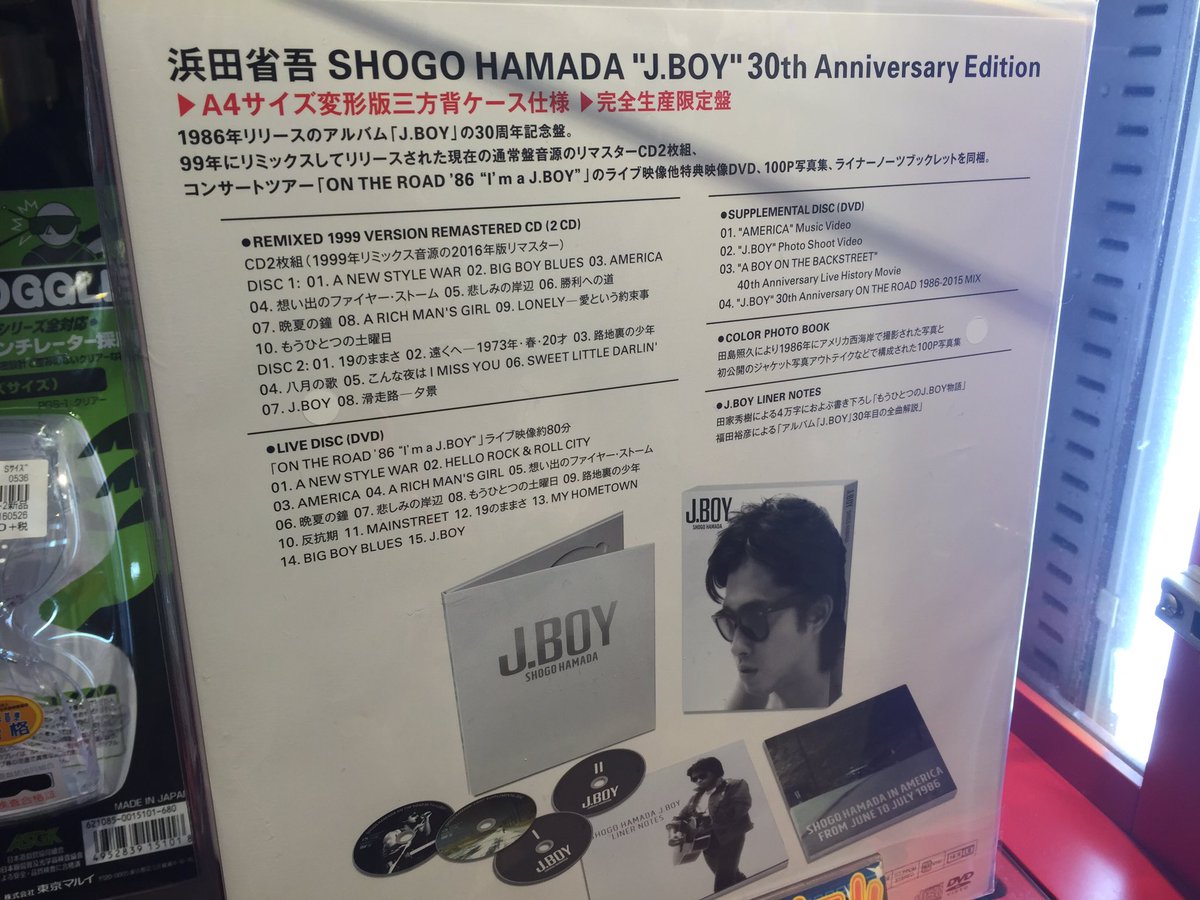 浜田省吾 SHOGO HAMADA "J.BOY" 30th Anniversary Edition
▶A4サイズ変形版三方背ケース仕様 ▶完全生産限定盤
1986年リリースのアルバム「J.BOY」の30周年記念盤。
99年にリミックスしてリリースされた現在の通常盤音源のリマスターCD2枚組、
コンサートツアー「ON THE ROAD '86 “I'm a J.BOY”」のライブ映像他特典映像DVD、100P写真集、ライナーノーツブックレットを同梱。
●REMIXED 1999 VERSION REMASTERED CD (2 CD)
CD2枚組(1999年リミックス音源の2016年版リマスター)
DISC 1: 01. A NEW STYLE WAR 02. BIG BOY BLUES 03. AMERICA
04. 想い出のファイヤー・ストーム 05. 悲しみの岸辺 06. 勝利への道
07. 晩夏の鐘 08. A RICH MAN'S GIRL 09. LONELY—愛という約束事
10. もうひとつの土曜日
DISC 2: 01. 19のままさ 02. 遠くへ—1973年・春・20才 03. 路地裏の少年
04. 八月の歌 05. こんな夜は I MISS YOU 06. SWEET LITTLE DARLIN'
07. J.BOY 08. 滑走路—夕景
●LIVE DISC (DVD)
「ON THE ROAD '86 “I'm a J.BOY”」ライブ映像約80分
01. A NEW STYLE WAR 02. HELLO ROCK & ROLL CITY
03. AMERICA 04. A RICH MAN'S GIRL 05. 想い出のファイヤー・ストーム
06. 晩夏の鐘 07. 悲しみの岸辺 08. もうひとつの土曜日 09. 路地裏の少年
10. 反抗期 11. MAINSTREET 12. 19のままさ 13. MY HOMETOWN
14. BIG BOY BLUES 15. J.BOY
●SUPPLEMENTAL DISC (DVD)
01. "AMERICA" Music Video
02. "J.BOY" Photo Shoot Video
03. "A BOY ON THE BACKSTREET"
40th Anniversary Live History Movie
04. "J.BOY" 30th Anniversary ON THE ROAD 1986-2015 MIX
●COLOR PHOTO BOOK
田島照久により1986年にアメリカ西海岸で撮影された写真と
初公開のジャケット写真アウトテイクなどで構成された100P写真集
●J.BOY LINER NOTES
田家秀樹による4万字におよぶ書き下ろし「もうひとつのJ.BOY物語」
福田裕彦による「アルバム「J.BOY」30年目の全曲解説」
J.BOY
SHOGO HAMADA
J.BOY
SHOGO HAMADA
II
J.BOY
I
J.BOY
SHOGO HAMADA J.BOY
LINER NOTES
SHOGO HAMADA IN AMERICA
FROM JUNE TO JULY 1986
DVD
Sサイズ
0536
160526
+税
MADE IN JAPAN
621085-0015101-680
4952839 15101
ASGK
株式会社 東京マルイ